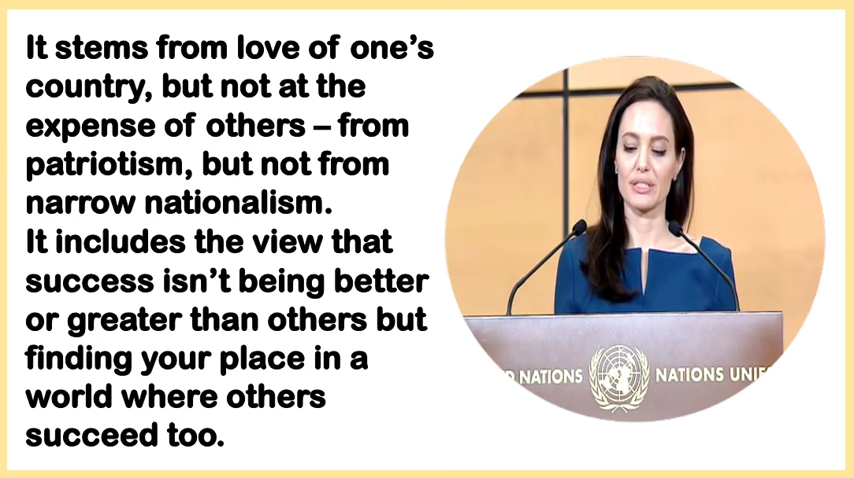 It stems from love of one’s
country, but not at the
expense of others – from
patriotism, but not from
narrow nationalism.
It includes the view that
success isn’t being better
or greater than others but
finding your place in a
world where others
succeed too.
NATIONS NATIONS